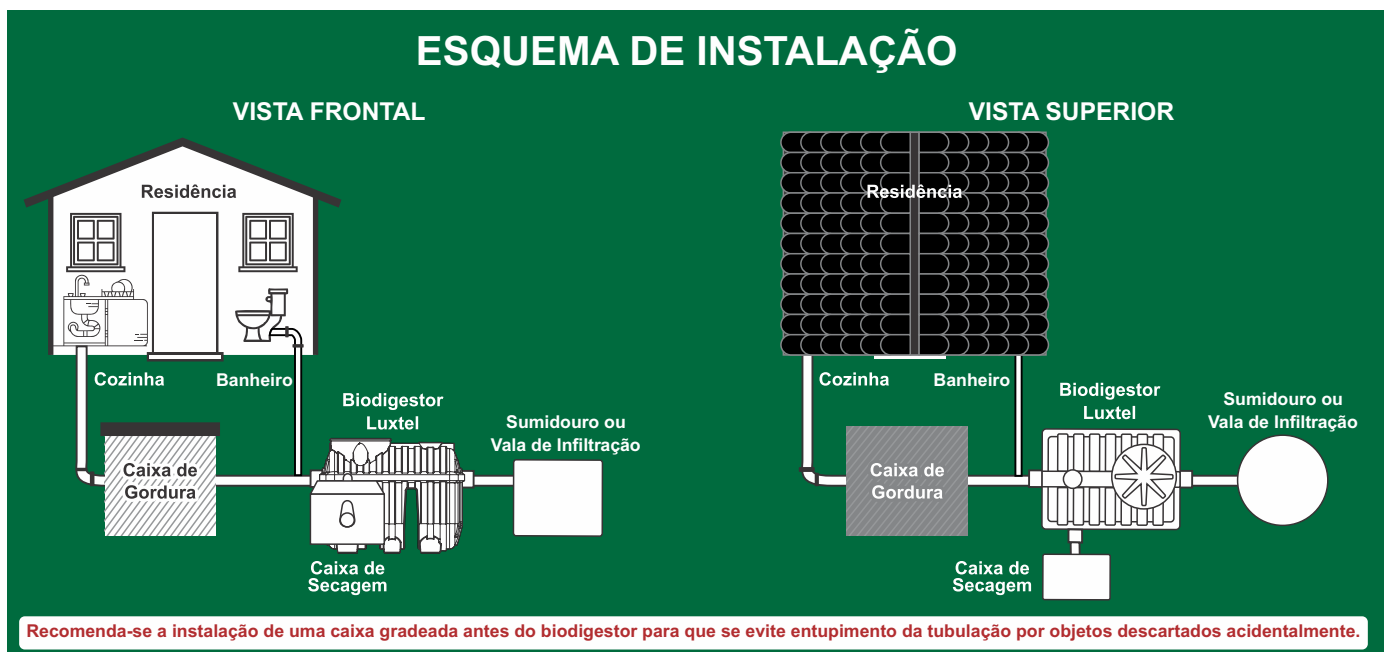 ESQUEMA DE INSTALAÇÃO
VISTA FRONTAL
Residência
Cozinha
Banheiro
Caixa de
Gordura
Biodigestor
Luxtel
Caixa de
Secagem
Sumidouro ou
Vala de Infiltração
VISTA SUPERIOR
Residência
Cozinha
Banheiro
Caixa de
Gordura
Biodigestor
Luxtel
Caixa de
Secagem
Sumidouro ou
Vala de Infiltração
Recomenda-se a instalação de uma caixa gradeada antes do biodigestor para que se evite entupimento da tubulação por objetos descartados acidentalmente.